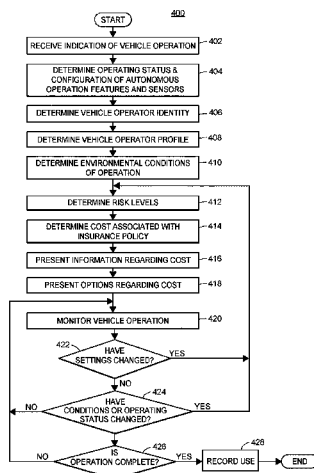 400
START
RECEIVE INDICATION OF VEHICLE OPERATION
402
DETERMINE OPERATING STATUS &
CONFIGURATION OF AUTONOMOUS
OPERATION FEATURES AND SENSORS
404
DETERMINE VEHICLE OPERATOR IDENTITY
406
DETERMINE VEHICLE OPERATOR PROFILE
408
DETERMINE ENVIRONMENTAL CONDITIONS
OF OPERATION
410
DETERMINE RISK LEVELS
412
DETERMINE COST ASSOCIATED WITH
INSURANCE POLICY
414
PRESENT INFORMATION REGARDING COST
416
PRESENT OPTIONS REGARDING COST
418
MONITOR VEHICLE OPERATION
420
422
HAVE
SETTINGS CHANGED?
YES
NO
424
HAVE
CONDITIONS OR OPERATING
STATUS CHANGED?
NO
YES
NO
426
IS
OPERATION COMPLETE?
NO
YES
428
RECORD USE
END